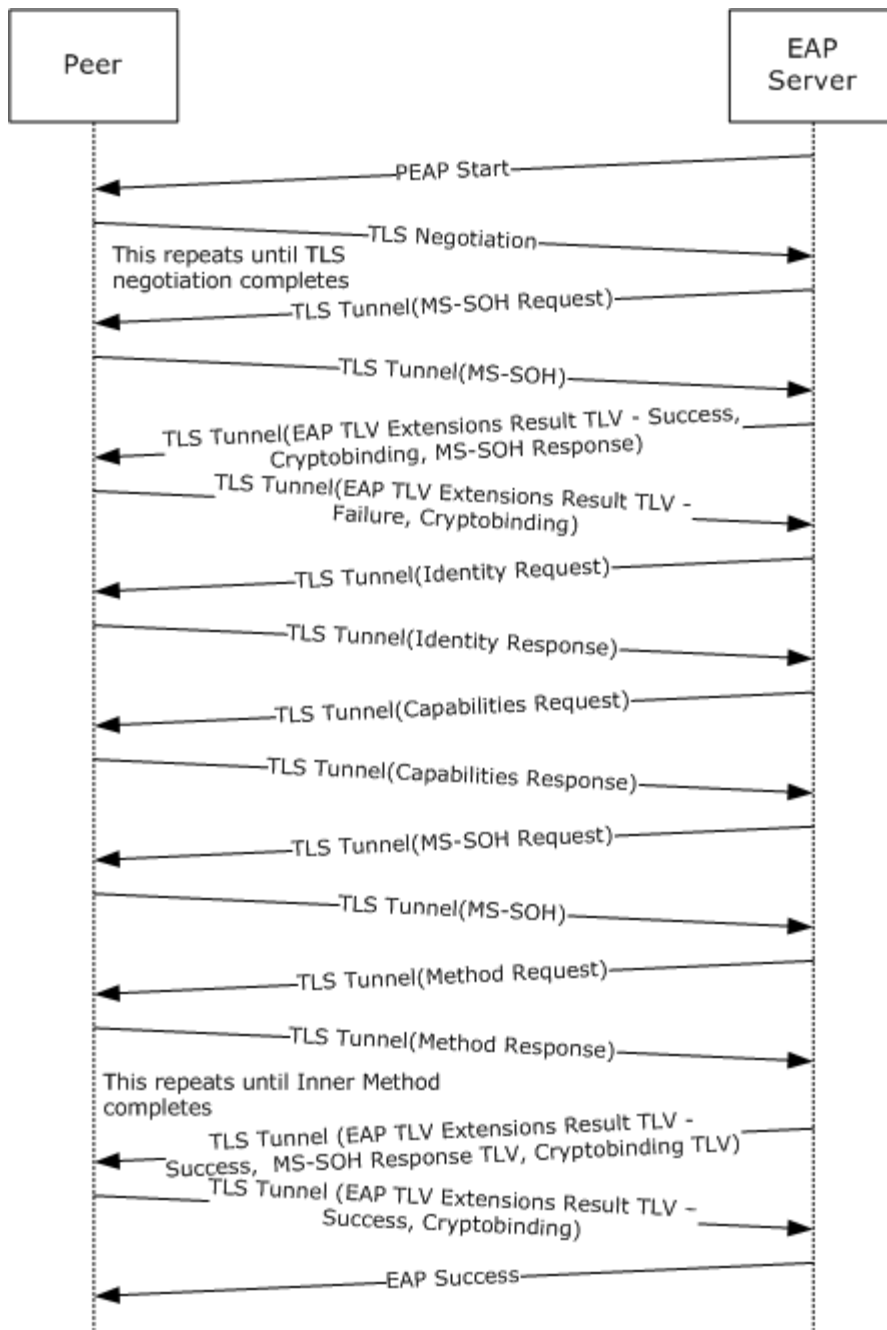 Peer
EAP
Server
PEAP Start
TLS Negotiation
This repeats until TLS
negotiation completes
TLS Tunnel(MS-SOH Request)
TLS Tunnel(MS-SOH)
TLS Tunnel(EAP TLV Extensions Result TLV - Success,
Cryptobinding, MS-SOH Response)
TLS Tunnel(EAP TLV Extensions Result TLV -
Failure, Cryptobinding)
TLS Tunnel(Identity Request)
TLS Tunnel(Identity Response)
TLS Tunnel(Capabilities Request)
TLS Tunnel(Capabilities Response)
TLS Tunnel(MS-SOH Request)
TLS Tunnel(MS-SOH)
TLS Tunnel(Method Request)
TLS Tunnel(Method Response)
This repeats until Inner Method
completes
TLS Tunnel (EAP TLV Extensions Result TLV -
Success, MS-SOH Response TLV, Cryptobinding TLV)
TLS Tunnel (EAP TLV Extensions Result TLV –
Success, Cryptobinding)
EAP Success